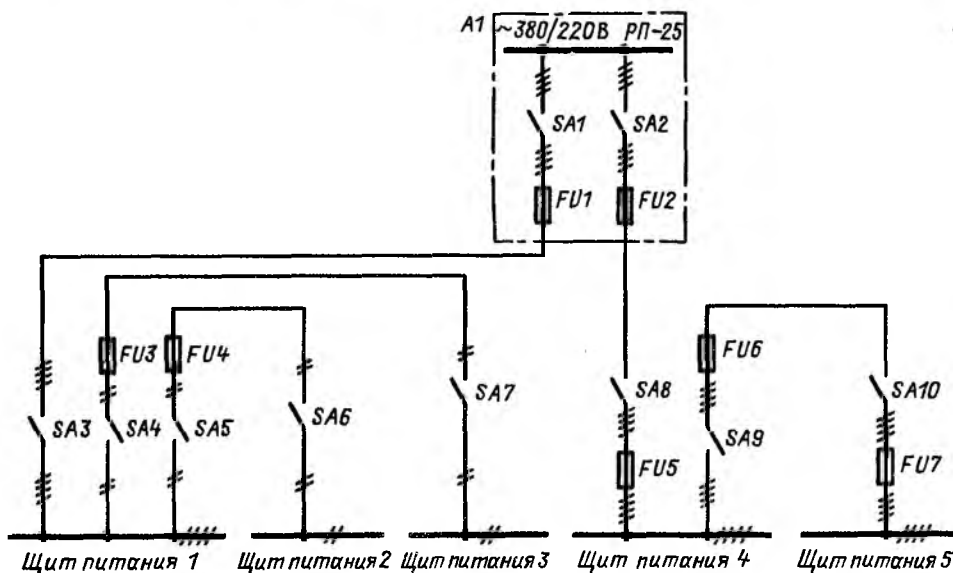 A1 ~380/220В РП-25
SA1 SA2
FU1 FU2
FU3 FU4 FU6
SA7 SA8 SA10
SA3 SA4 SA5 SA6 SA9
FU5 FU7
Щит питания 1 Щит питания 2 Щит питания 3 Щит питания 4 Щит питания 5